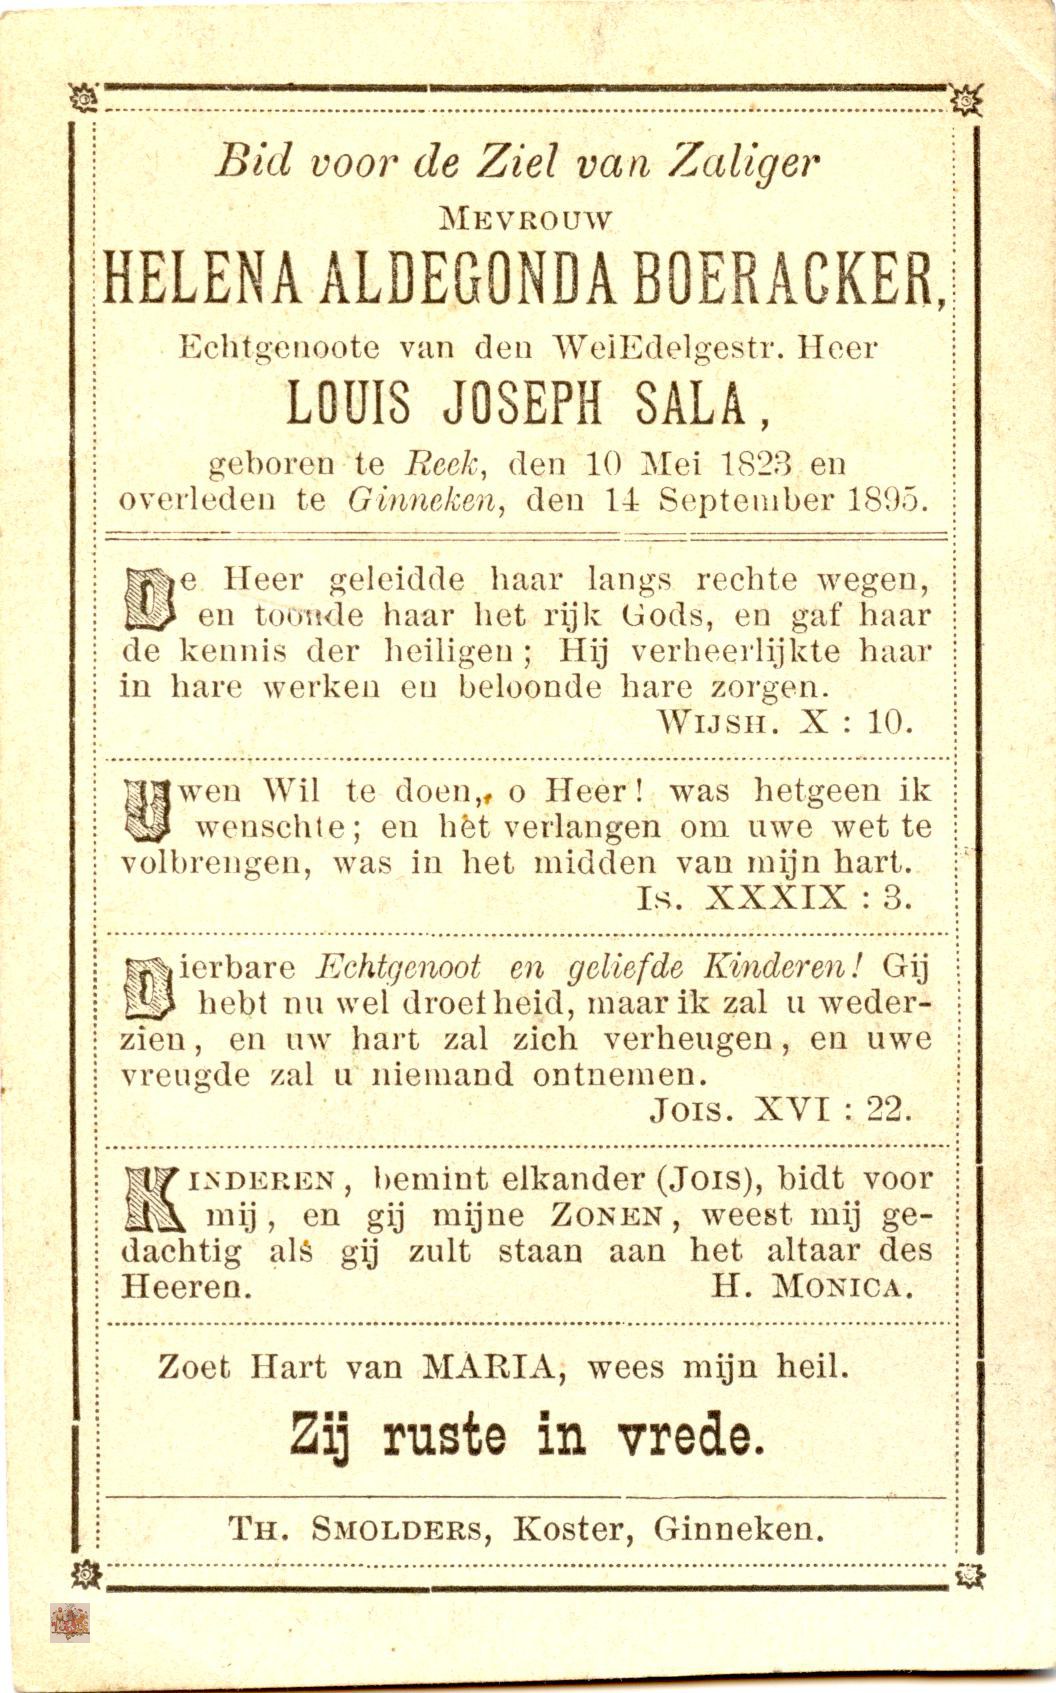 Bid voor de Ziel van Zaliger
MEVROUW
HELENA ALDEGONDA BOERACKER,
Echtgenoote van den WelEdelgestr. Heer
LOUIS JOSEPH SALA,
geboren te Reek, den 10 Mei 1823 en
overleden te Ginneken, den 14 September 1895.
De Heer geleidde haar langs rechte wegen,
en toonde haar het rijk Gods, en gaf haar
de kennis der heiligen; Hij verheerlijkte haar
in hare werken en beloonde hare zorgen.
WIJSH. X : 10.
Uwen Wil te doen, o Heer! was hetgeen ik
wenschte; en het verlangen om uwe wet te
volbrengen, was in het midden van mijn hart.
IS. XXXIX : 3.
Dierbare Echtgenoot en geliefde Kinderen! Gij
hebt nu wel droefheid, maar ik zal u weder-
zien, en uw hart zal zich verheugen, en uwe
vreugde zal u niemand ontnemen.
JOIS. XVI : 22.
KINDEREN, bemint elkander (JOIS), bidt voor
mij, en gij mijne ZONEN, weest mij ge-
dachtig als gij zult staan aan het altaar des
Heeren. H. MONICA.
Zoet Hart van MARIA, wees mijn heil.
Zij ruste in vrede.
TH. SMOLDERS, Koster, Ginneken.